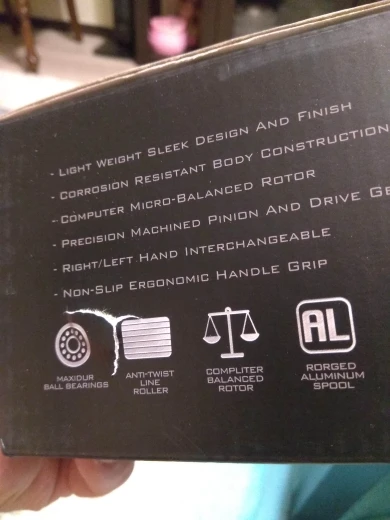 - Light Weight Sleek Design And Finish
- Corrosion Resistant Body Construction
- Computer Micro-Balanced Rotor
- Precision Machined Pinion And Drive Ge
- Right/Left Hand Interchangeable
- Non-Slip Ergonomic Handle Grip
AL
MAXIDUR
BALL BEARINGS
ANTI-TWIST
LINE
ROLLER
COMPUTER
BALANCED
ROTOR
RORGED
ALUMINUM
SPOOL